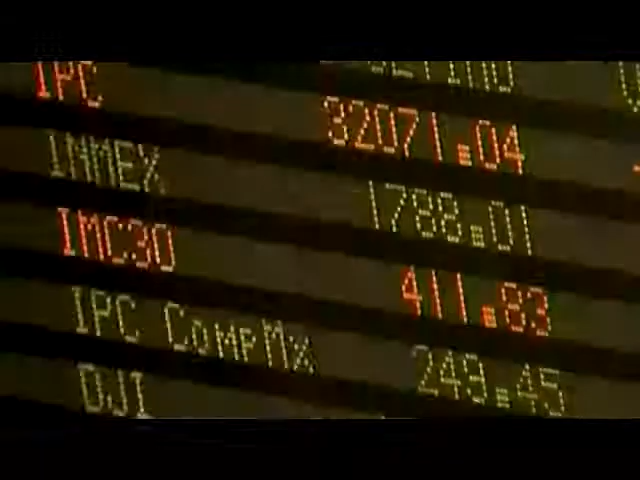 IPC 32071.04
INMEX 1788.01
IMC30 411.83
IPC CompMx 249.45
DJI